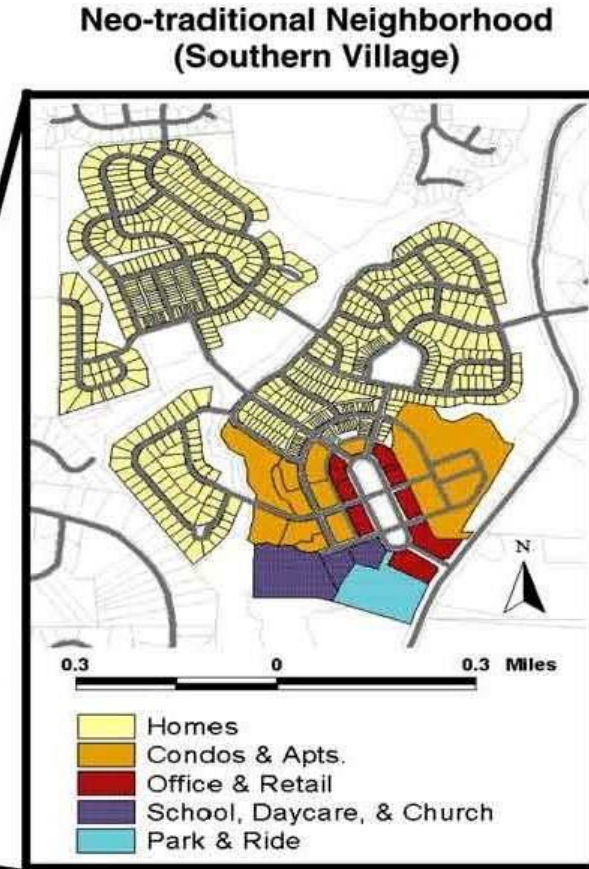 Neo-traditional Neighborhood
(Southern Village)
N
0.3 0 0.3 Miles
Homes
Condos & Apts.
Office & Retail
School, Daycare, & Church
Park & Ride